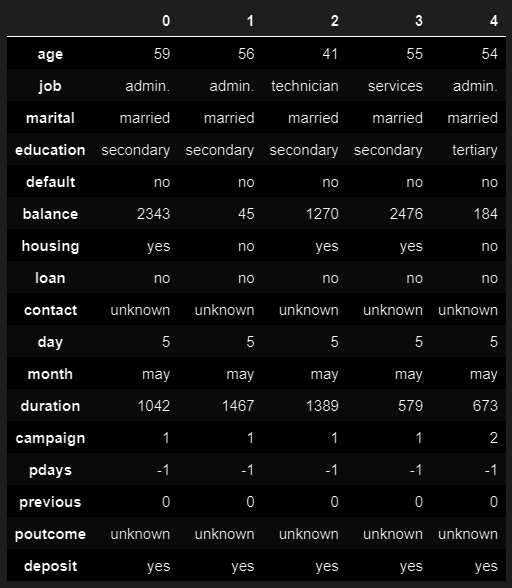 0 1 2 3 4
age 59 56 41 55 54
job admin. admin. technician services admin.
marital married married married married married
education secondary secondary secondary secondary tertiary
default no no no no no
balance 2343 45 1270 2476 184
housing yes no yes yes no
loan no no no no no
contact unknown unknown unknown unknown unknown
day 5 5 5 5 5
month may may may may may
duration 1042 1467 1389 579 673
campaign 1 1 1 1 2
pdays -1 -1 -1 -1 -1
previous 0 0 0 0 0
poutcome unknown unknown unknown unknown unknown
deposit yes yes yes yes yes